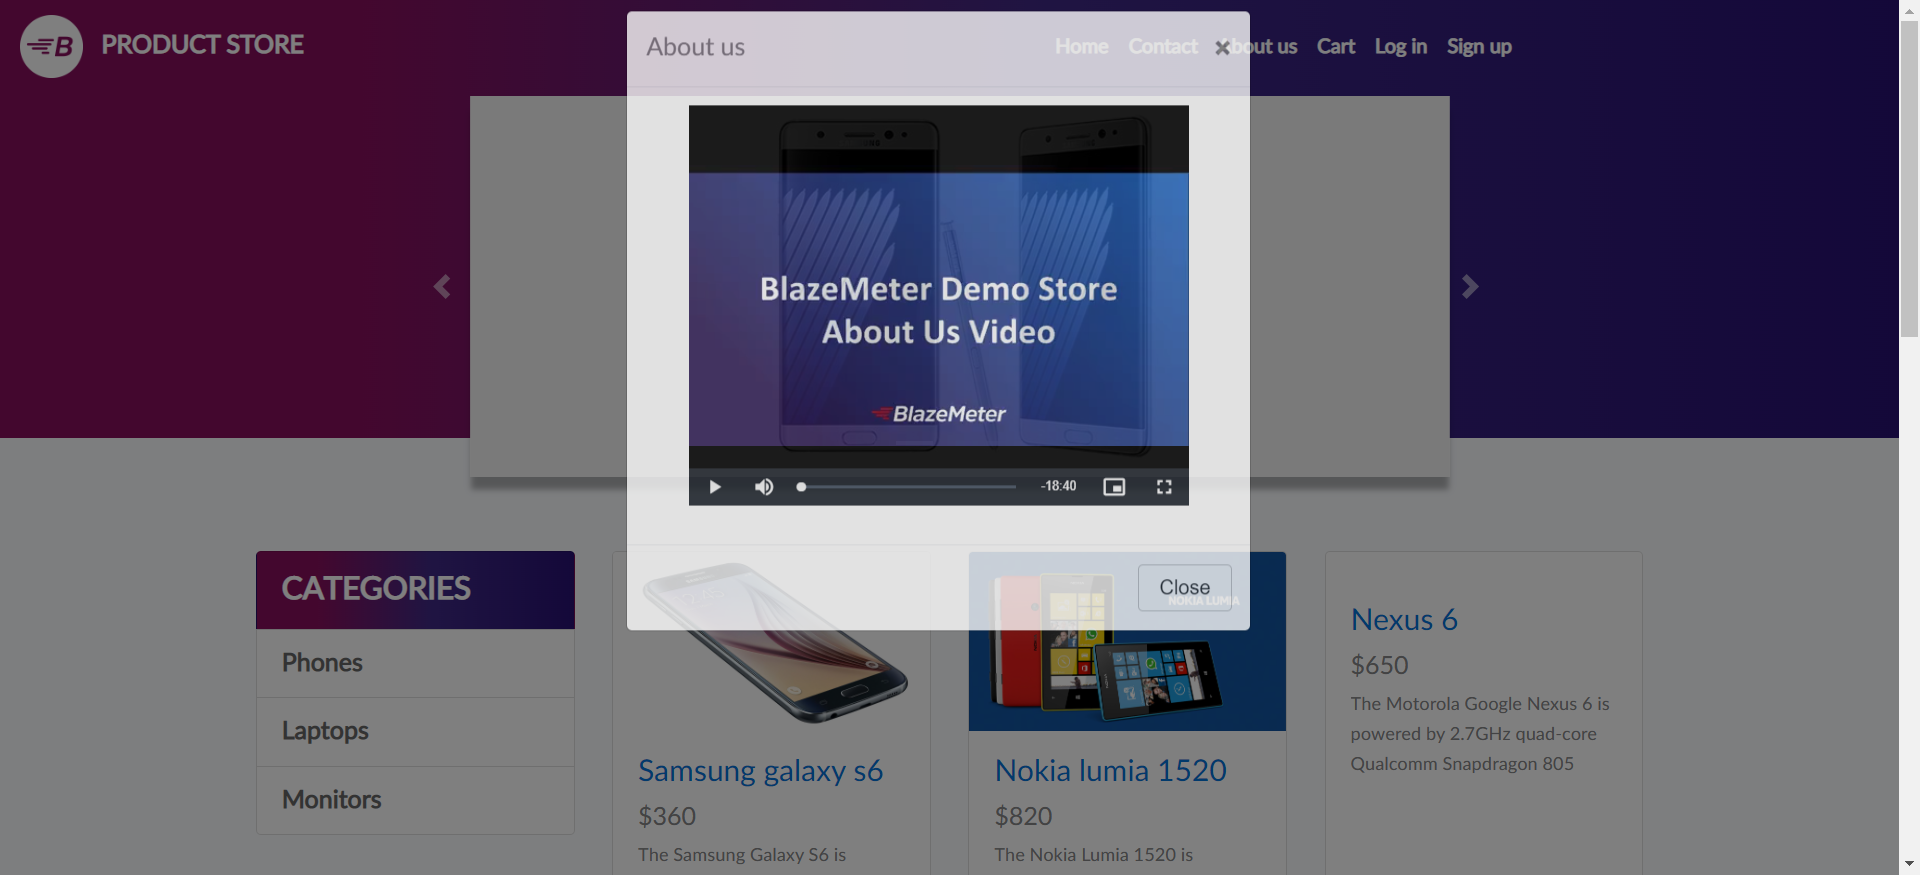 B PRODUCT STORE
About us
Home Contact About us Cart Log in Sign up
×
BlazeMeter Demo Store
About Us Video
BlazeMeter
-18:40
Close
NOKIA LUMIA
CATEGORIES
Phones
Laptops
Monitors
Samsung galaxy s6
$360
The Samsung Galaxy S6 is
Nokia lumia 1520
$820
The Nokia Lumia 1520 is
Nexus 6
$650
The Motorola Google Nexus 6 is
powered by 2.7GHz quad-core
Qualcomm Snapdragon 805